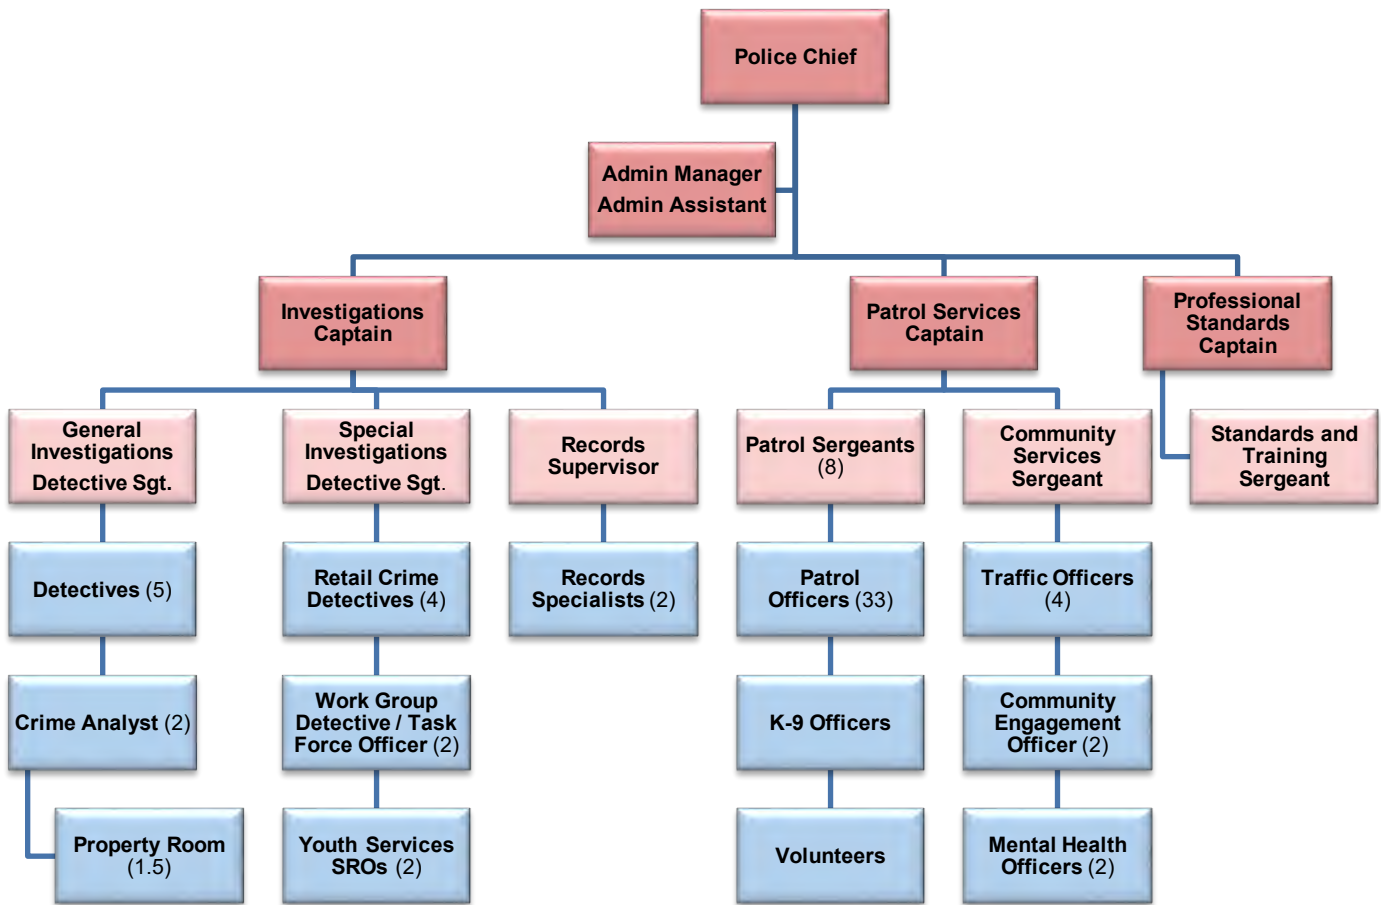 Police Chief
Admin Manager
Admin Assistant
Investigations
Captain
Patrol Services
Captain
Professional
Standards
Captain
General
Investigations
Detective Sgt.
Special
Investigations
Detective Sgt.
Records
Supervisor
Patrol Sergeants
(8)
Community
Services
Sergeant
Standards and
Training
Sergeant
Detectives (5)
Retail Crime
Detectives (4)
Records
Specialists (2)
Patrol
Officers (33)
Traffic Officers
(4)
Crime Analyst (2)
Work Group
Detective / Task
Force Officer (2)
K-9 Officers
Community
Engagement
Officer (2)
Property Room
(1.5)
Youth Services
SROs (2)
Volunteers
Mental Health
Officers (2)